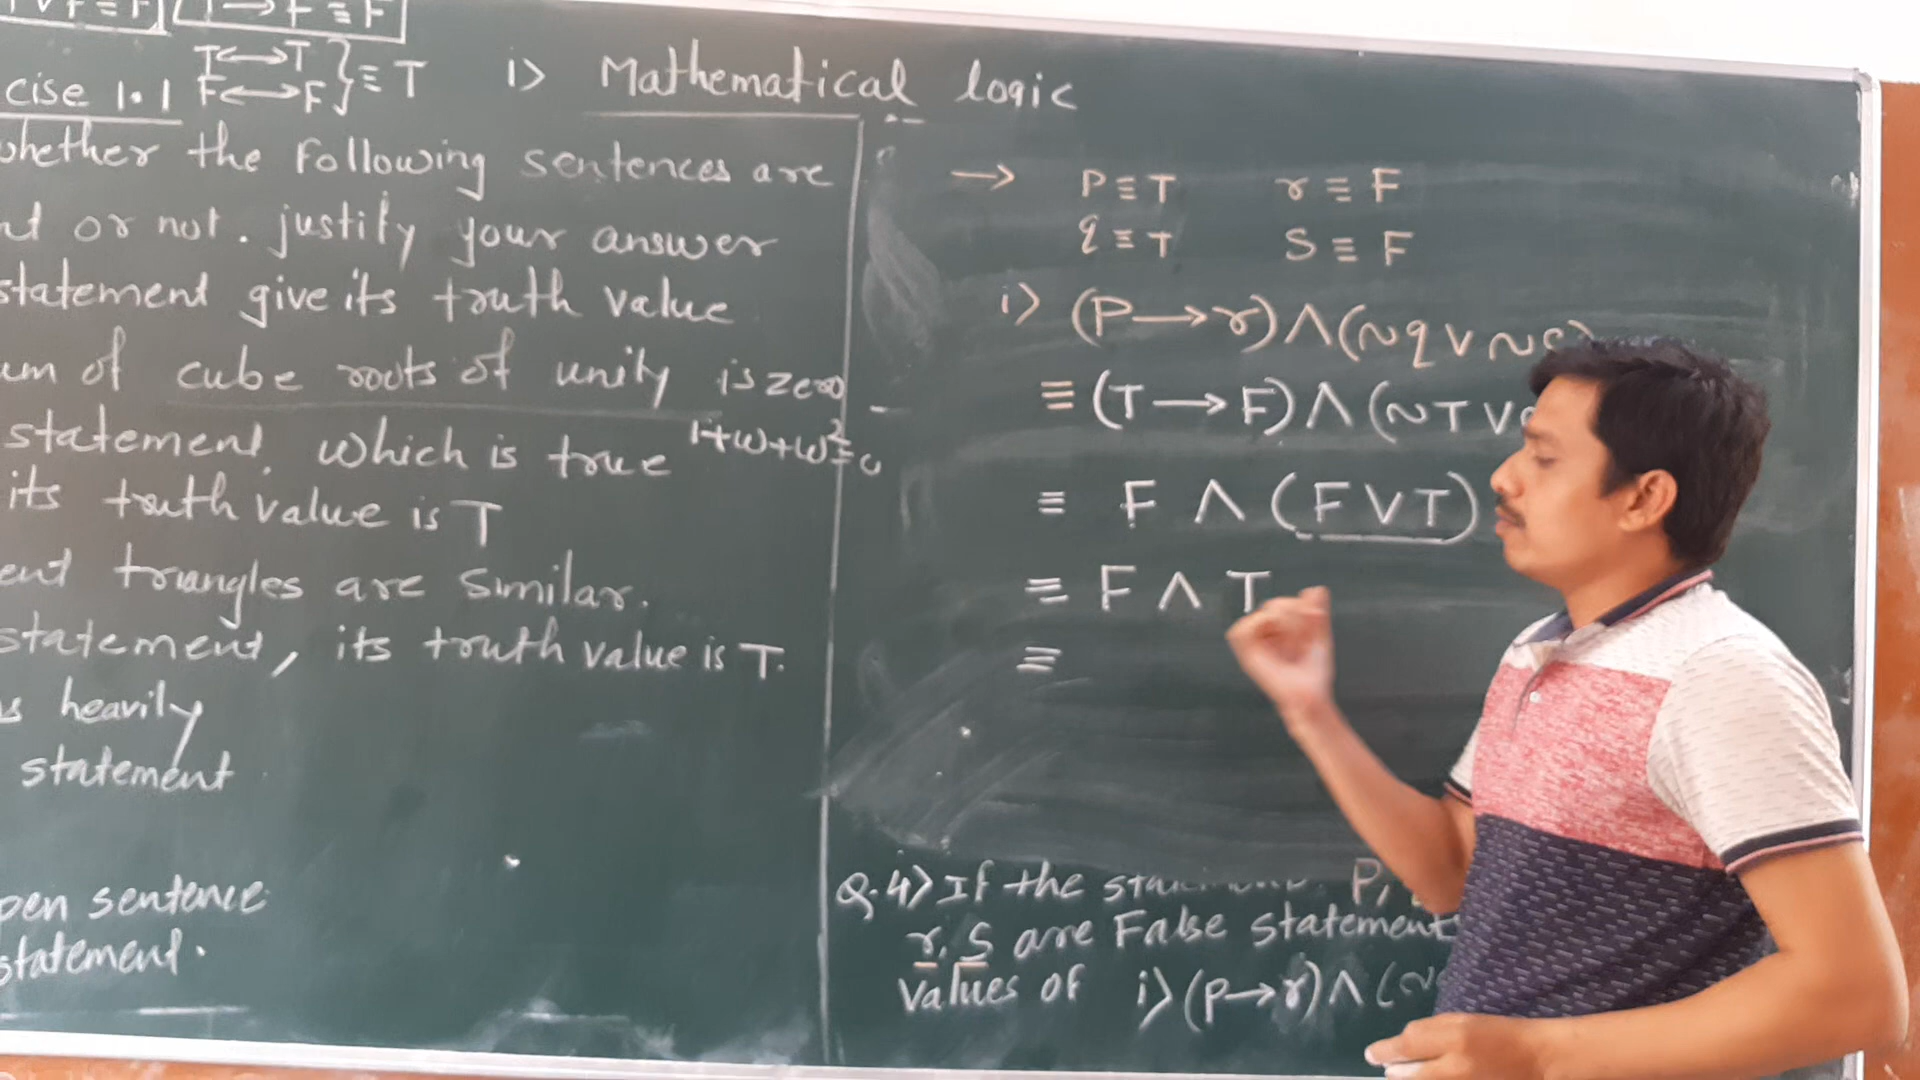 → F ≡ F
T ↔ T
F ↔ F } ≡ T
cise 1.1
i> Mathematical logic
whether the following sentences are
or not. justify your answer
statement give its truth value
of cube roots of unity is zero
1+ω+ω²=0
statement, which is true
its truth value is T
triangles are similar.
statement, its truth value is T.
heavily
statement
sentence
statement.
→ P ≡ T r ≡ F
q ≡ T S ≡ F
i> (P → r) ∧ (~q ∨ ~s)
≡ (T → F) ∧ (~T ∨
≡ F ∧ (F ∨ T)
≡ F ∧ T
≡
Q.4> If the P,
r, S are False statement
values of i> (p → r) ∧ (~